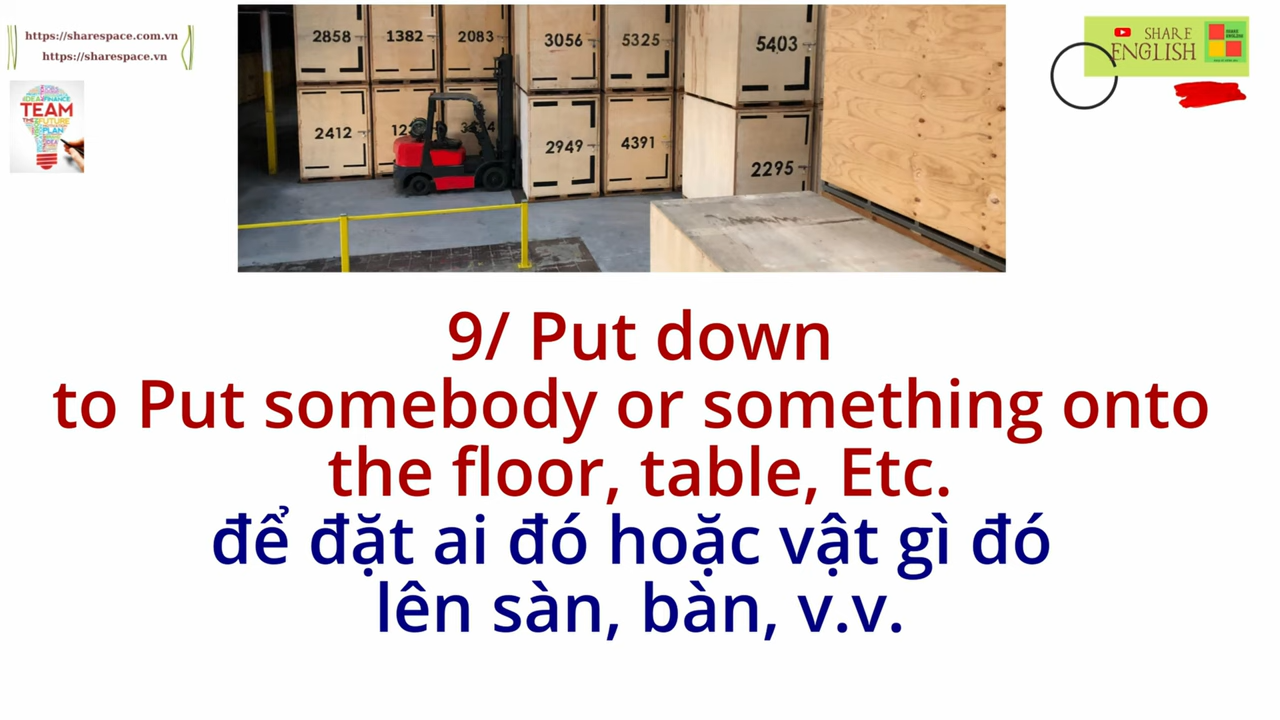 https://sharespace.com.vn
https://sharespace.vn
SHARE
ENGLISH
TEAM
FUTURE
PLAN
2858
1382
2083
3056
5325
5403
2412
2949
4391
2295
9/ Put down
to Put somebody or something onto
the floor, table, Etc.
để đặt ai đó hoặc vật gì đó
lên sàn, bàn, v.v.